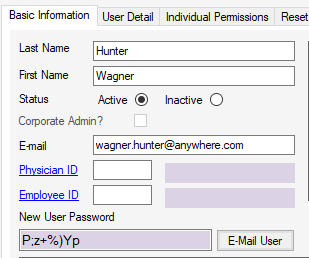 Basic Information User Detail Individual Permissions Reset
Last Name Hunter
First Name Wagner
Status Active Inactive
Corporate Admin?
E-mail wagner.hunter@anywhere.com
Physician ID
Employee ID
New User Password
P;z+%)Yp E-Mail User